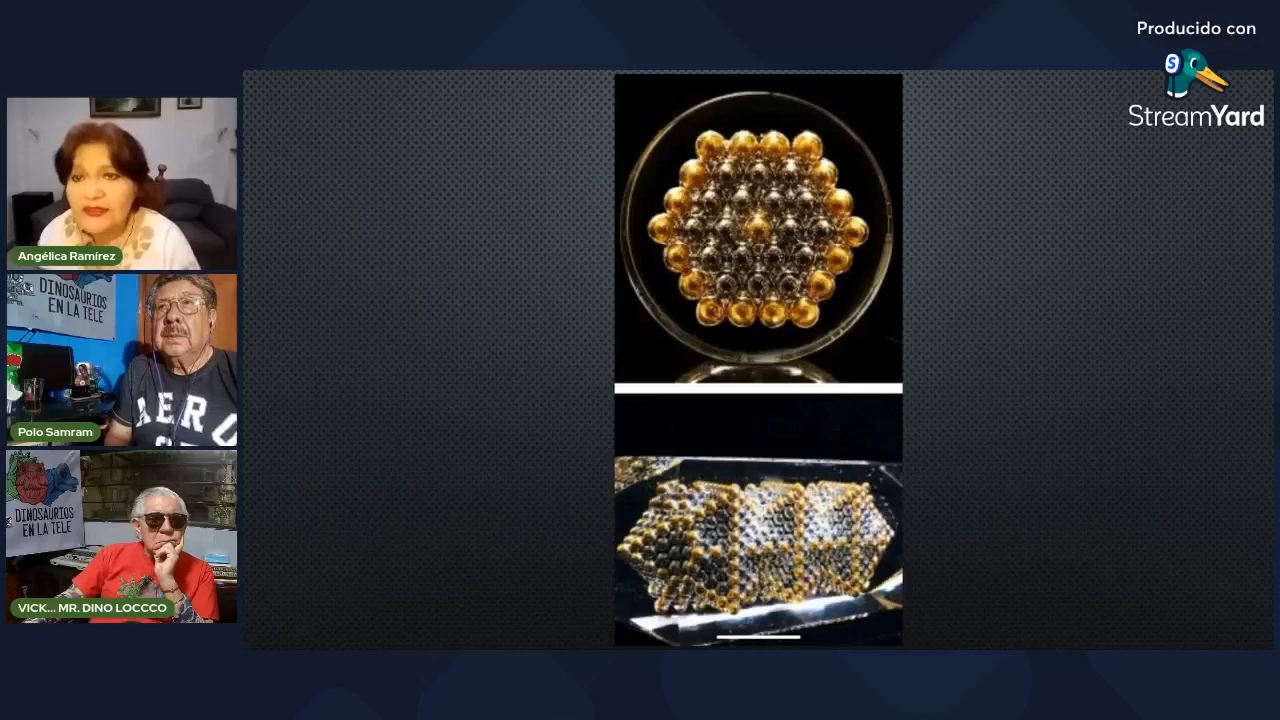 Producido con
StreamYard
Angélica Ramírez
DINOSAURIOS
EN LA TELE
AERO
Polo Samram
DINOSAURIOS
EN LA TELE
VICK... MR. DINO LOCCCO